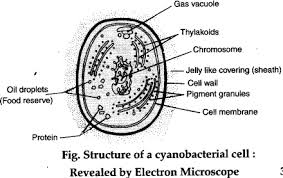 Gas vacuole
Thylakoids
Chromosome
Jelly like covering (sheath)
Cell wall
Pigment granules
Cell membrane
Oil droplets
(Food reserve)
Protein
Fig. Structure of a cyanobacterial cell :
Revealed by Electron Microscope
3